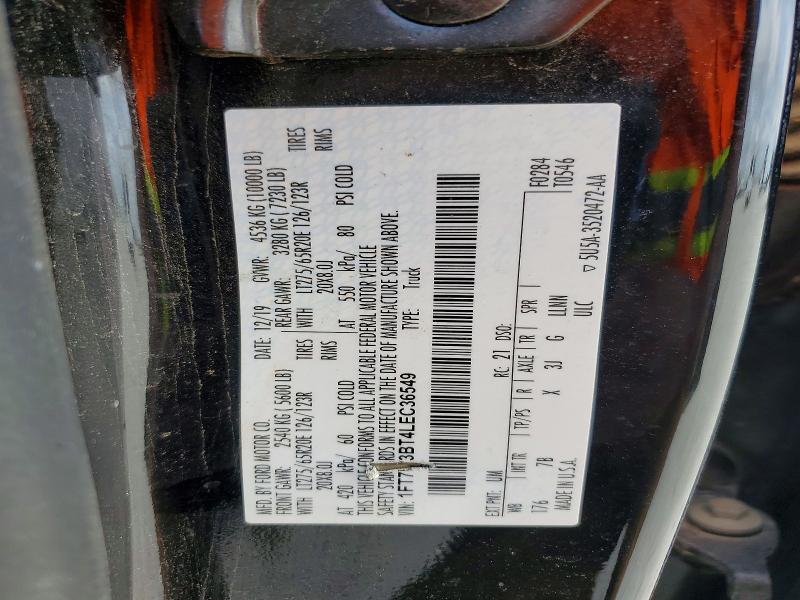 MFD. BY FORD MOTOR CO. DATE: 12/19 GVWR: 4536 KG (10000 LB)
FRONT GAWR: 2540 KG (5600 LB) REAR GAWR: 3280 KG (7230 LB)
WITH LT275/65R20E 126/123R TIRES WITH LT275/65R20E 126/123R TIRES
20X8.0J RIMS 20X8.0J RIMS
AT 420 kPa/ 60 PSI COLD AT 550 kPa/ 80 PSI COLD
THIS VEHICLE CONFORMS TO ALL APPLICABLE FEDERAL MOTOR VEHICLE
SAFETY STANDARDS IN EFFECT ON THE DATE OF MANUFACTURE SHOWN ABOVE.
VIN: 1FT7 3BT4LEC36549 TYPE: Truck
EXT PNT: UM RC: 21 DSO: F0284
WB INT TR TP/PS R AXLE TR SPR T0546
176 7B X 3J G LLNN
MADE IN U.S.A. ULC
5U5A-3520472-AA